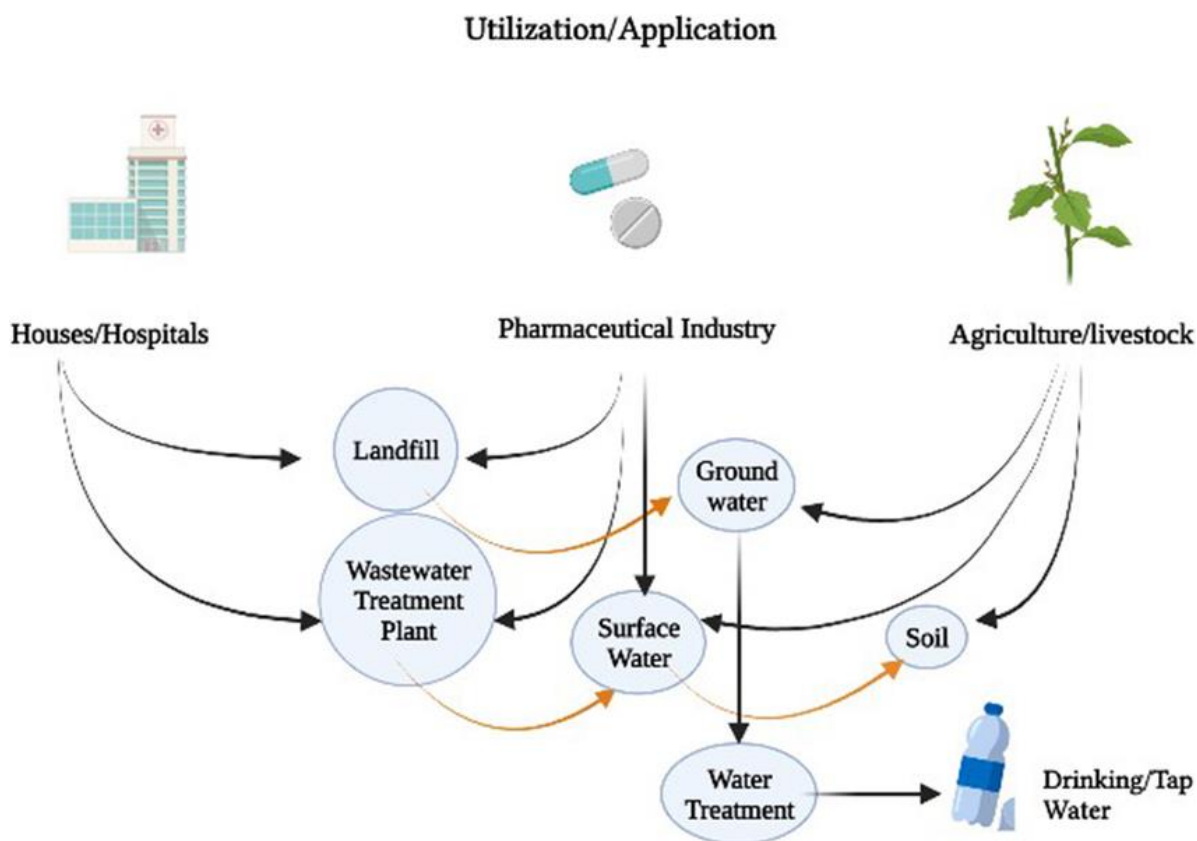 Utilization/Application
Houses/Hospitals
Pharmaceutical Industry
Agriculture/livestock
Landfill
Ground
water
Wastewater
Treatment
Plant
Surface
Water
Soil
Water
Treatment
Drinking/Tap
Water